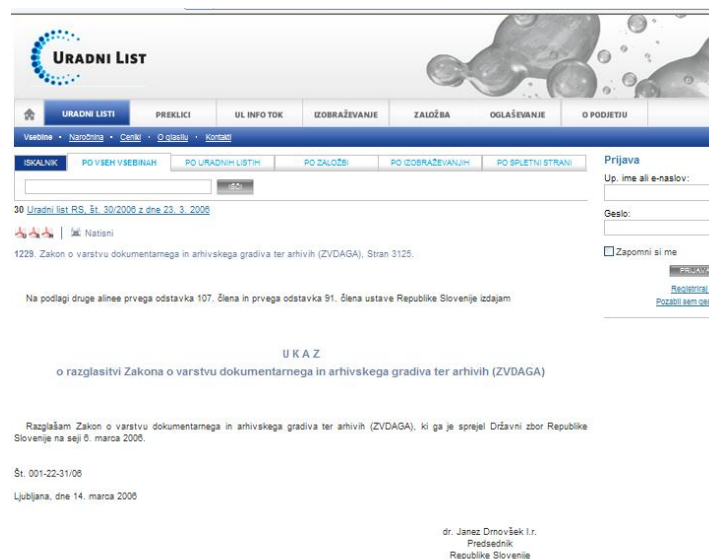 URADNI LIST
URADNI LISTI PREKLICI UL INFO TOK IZOBRAŽEVANJE ZALOŽBA OGLAŠEVANJE O PODJETJU
Vsebine • Naročnina • Ceniki • O glasilu • Kontakti
ISKALNIK PO VSEH VSEBINAH PO URADNIH LISTIH PO ZALOŽBI PO IZOBRAŽEVANJIH PO SPLETNI STRANI
Prijava
Up. ime ali e-naslov:
IŠČI
30 Uradni list RS, št. 30/2006 z dne 23. 3. 2006
Geslo:
Natisni
Zapomni si me
1229. Zakon o varstvu dokumentarnega in arhivskega gradiva ter arhivih (ZVDAGA), Stran 3125.
PRIJAVA
Registriraj
Pozabil sem ges
Na podlagi druge alinee prvega odstavka 107. člena in prvega odstavka 91. člena ustave Republike Slovenije izdajam
U K A Z
o razglasitvi Zakona o varstvu dokumentarnega in arhivskega gradiva ter arhivih (ZVDAGA)
Razglašam Zakon o varstvu dokumentarnega in arhivskega gradiva ter arhivih (ZVDAGA), ki ga je sprejel Državni zbor Republike
Slovenije na seji 6. marca 2006.
Št. 001-22-31/06
Ljubljana, dne 14. marca 2006
dr. Janez Drnovšek l.r.
Predsednik
Republike Slovenije